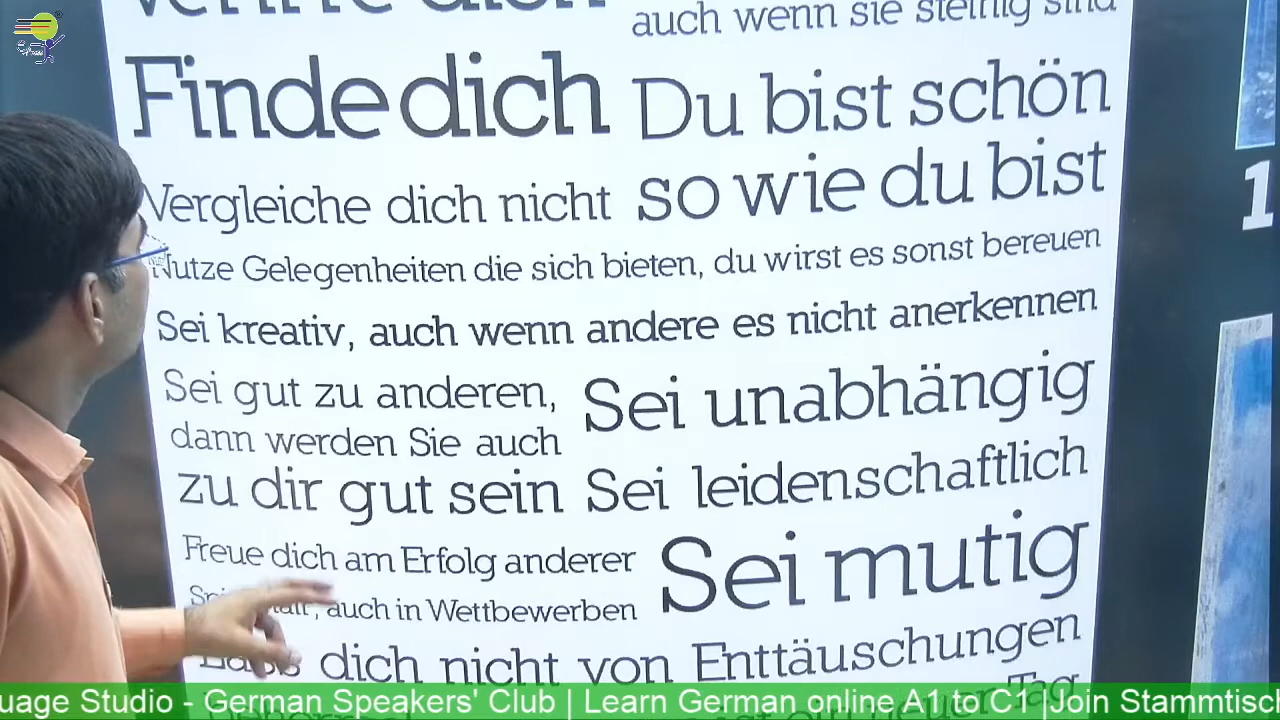 auch wenn sie steinig sind
Finde dich
Du bist schön
so wie du bist
Vergleiche dich nicht
Nutze Gelegenheiten die sich bieten, du wirst es sonst bereuen
Sei kreativ, auch wenn andere es nicht anerkennen
Sei gut zu anderen,
dann werden Sie auch
zu dir gut sein
Sei unabhängig
Sei leidenschaftlich
Freue dich am Erfolg anderer
Sei mutig
auch in Wettbewerben
dich nicht von Enttäuschungen
Tag
1
uage Studio - German Speakers' Club | Learn German online A1 to C1 | Join Stammtisch